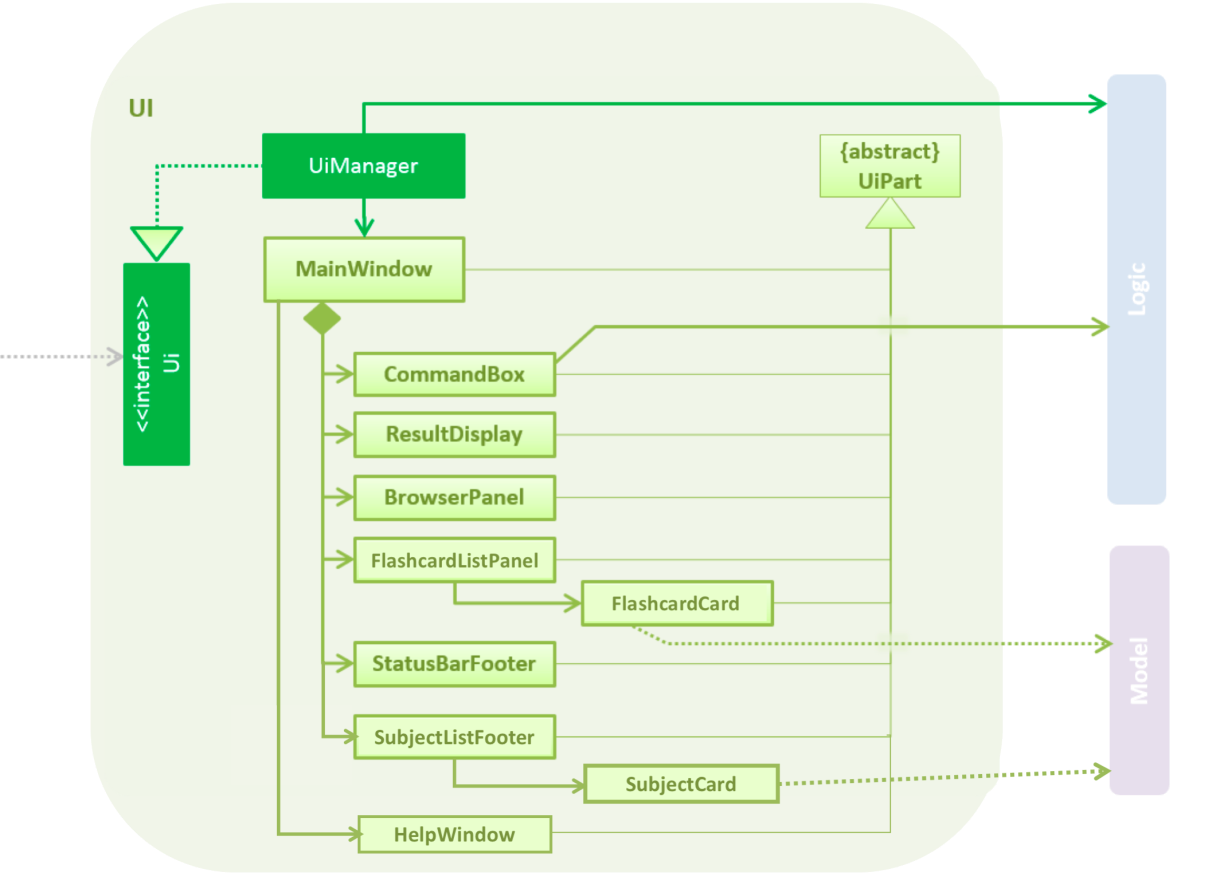 UI
UiManager
{abstract}
UiPart
MainWindow
<<interface>>
Ui
Logic
CommandBox
ResultDisplay
BrowserPanel
FlashcardListPanel
FlashcardCard
StatusBarFooter
Model
SubjectListFooter
SubjectCard
HelpWindow